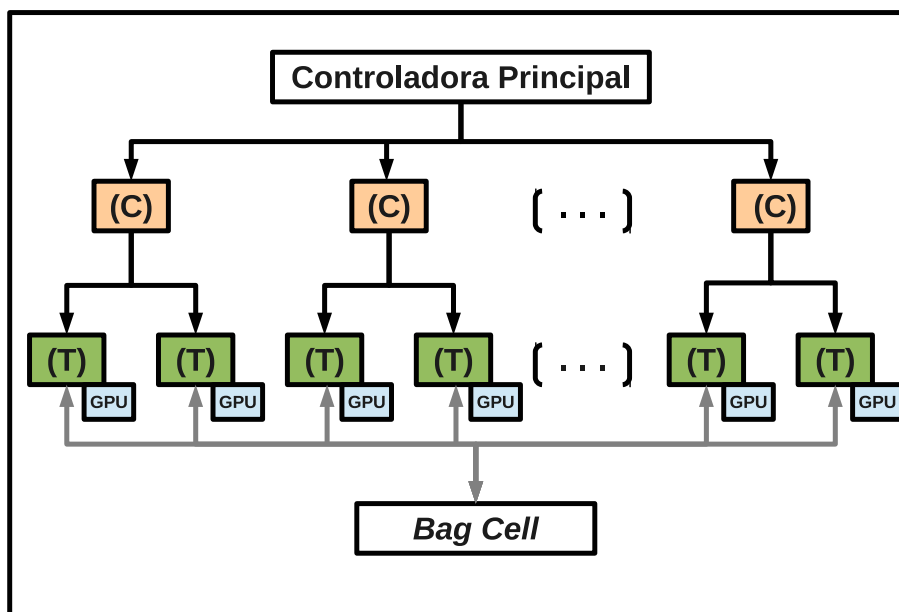 Controladora Principal
(C) (C) ( . . . ) (C)
(T) (T) (T) (T) ( . . . ) (T) (T)
GPU GPU GPU GPU GPU GPU
Bag Cell